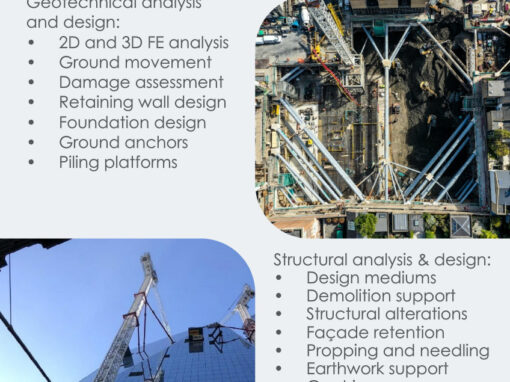 Geotechnical analysis
and design:
• 2D and 3D FE analysis
• Ground movement
• Damage assessment
• Retaining wall design
• Foundation design
• Ground anchors
• Piling platforms
Structural analysis & design:
• Design mediums
• Demolition support
• Structural alterations
• Façade retention
• Propping and needling
• Earthwork support